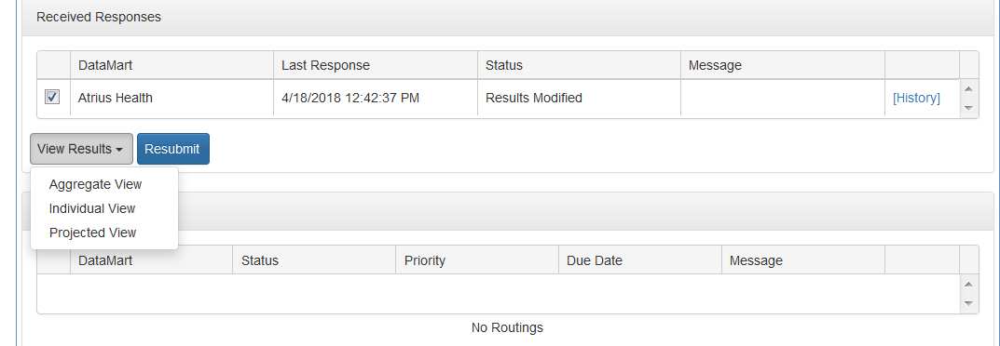 Received Responses
DataMart Last Response Status Message
Atrius Health 4/18/2018 12:42:37 PM Results Modified [History]
View Results Resubmit
Aggregate View
Individual View
Projected View
DataMart Status Priority Due Date Message
No Routings